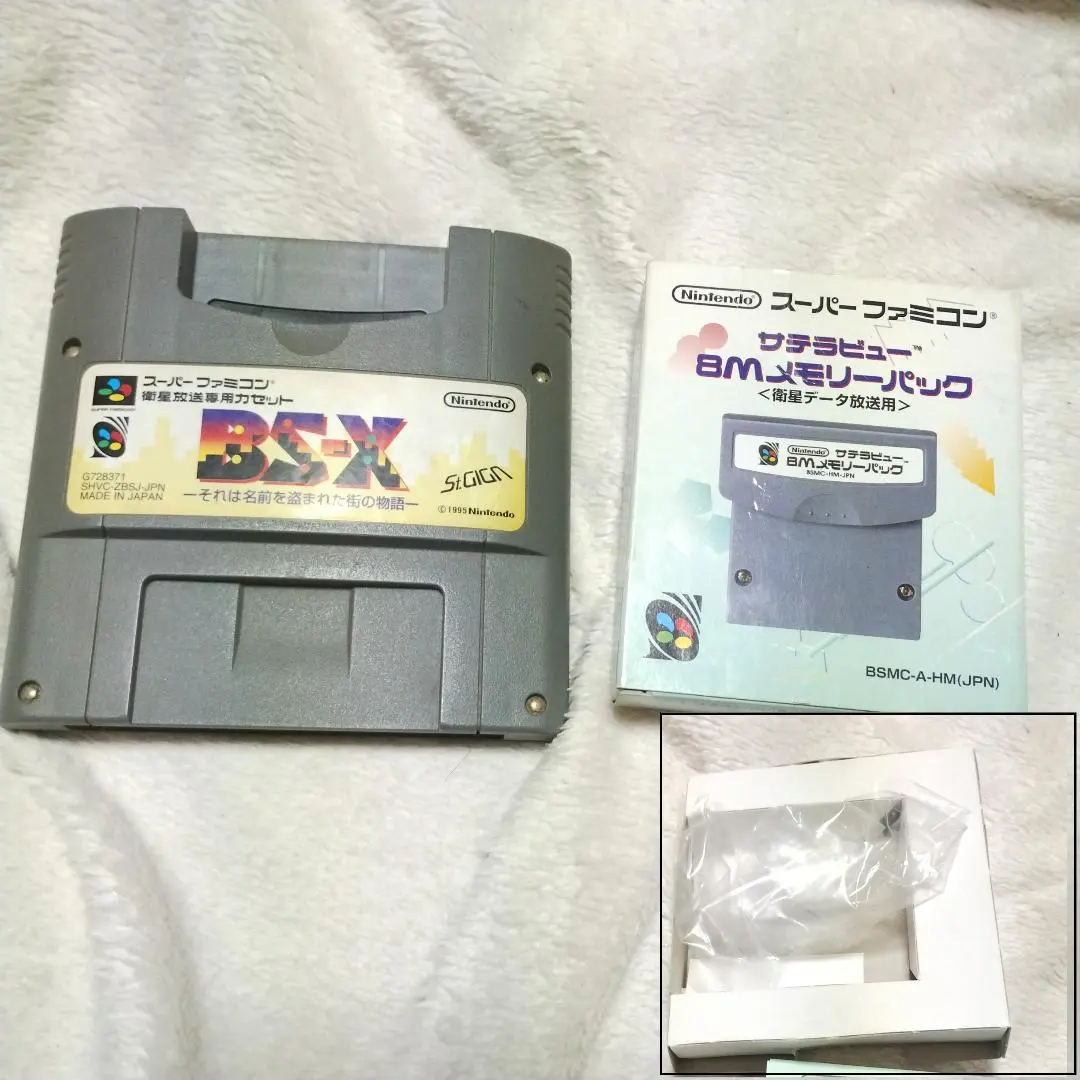 スーパーファミコン®
衛星放送専用カセット
Nintendo®
SUPER FAMICOM
BS-X
G728371
SHVC-ZBSJ-JPN
MADE IN JAPAN
St.GIGA
ーそれは名前を盗まれた街の物語ー
©1995 Nintendo
Nintendo® スーパーファミコン®
サテラビュー™
8Mメモリーパック
<衛星データ放送用>
Nintendo サテラビュー
8Mメモリーパック
BSMC-HM-JPN
BSMC-A-HM(JPN)